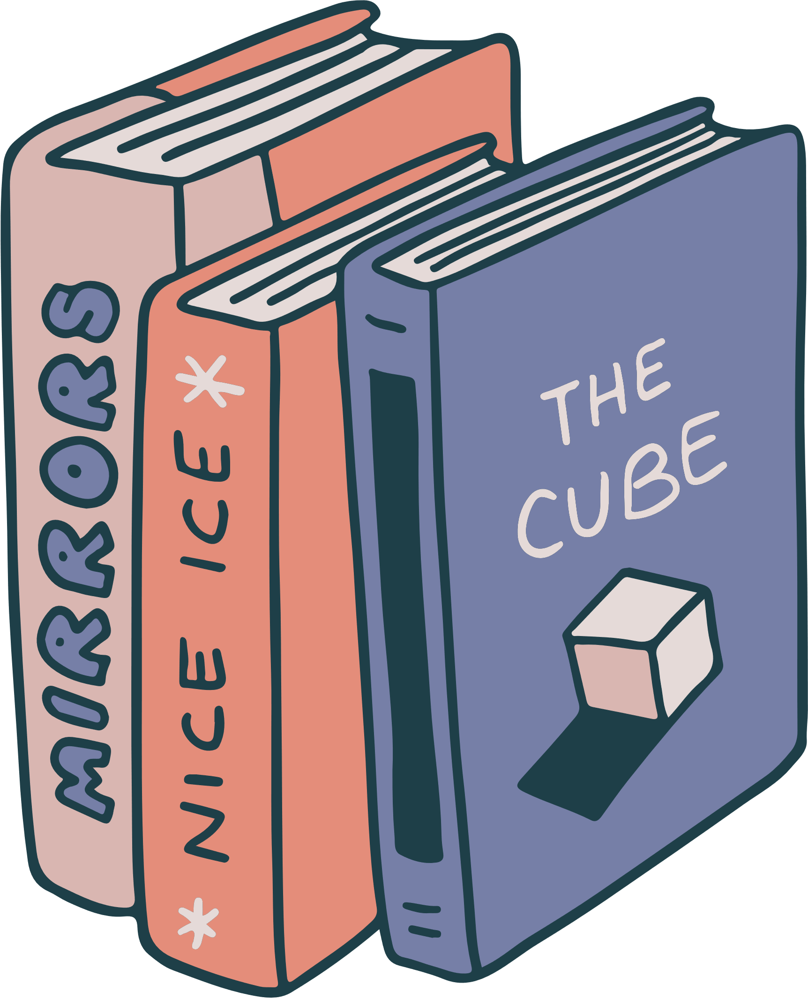 MIRRORS
* NICE ICE *
THE
CUBE